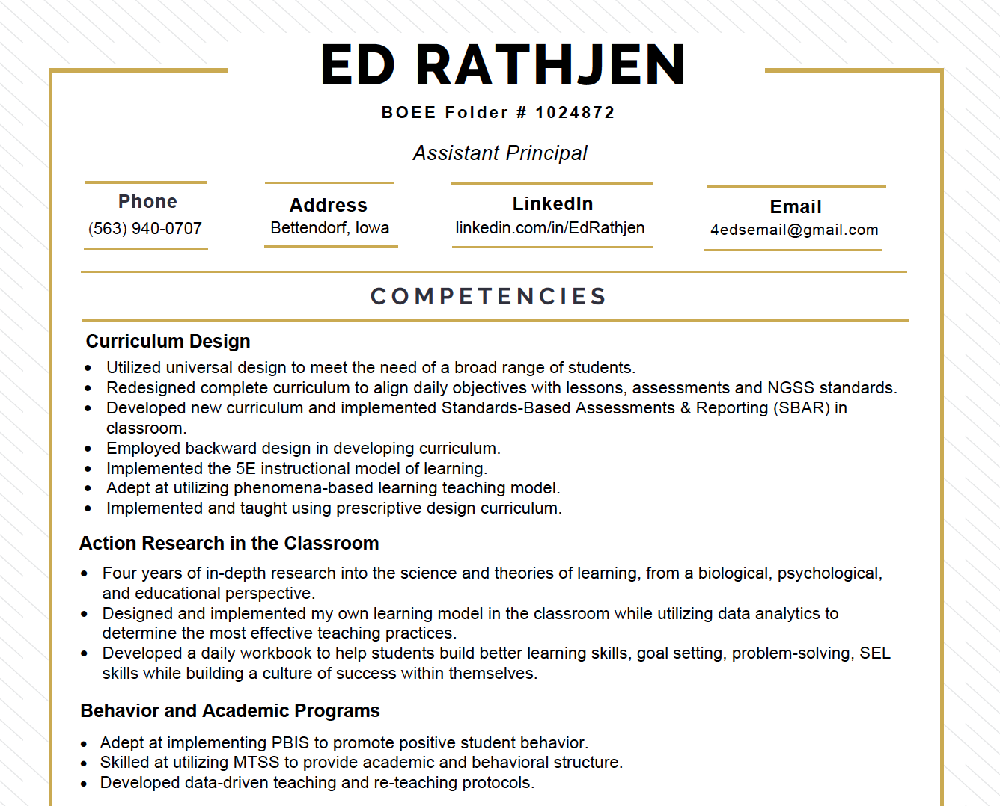 ED RATHJEN
BOEE Folder # 1024872
Assistant Principal
Phone
(563) 940-0707
Address
Bettendorf, Iowa
LinkedIn
linkedin.com/in/EdRathjen
Email
4edsemail@gmail.com
COMPETENCIES
Curriculum Design
• Utilized universal design to meet the need of a broad range of students.
• Redesigned complete curriculum to align daily objectives with lessons, assessments and NGSS standards.
• Developed new curriculum and implemented Standards-Based Assessments & Reporting (SBAR) in
classroom.
• Employed backward design in developing curriculum.
• Implemented the 5E instructional model of learning.
• Adept at utilizing phenomena-based learning teaching model.
• Implemented and taught using prescriptive design curriculum.
Action Research in the Classroom
• Four years of in-depth research into the science and theories of learning, from a biological, psychological,
and educational perspective.
• Designed and implemented my own learning model in the classroom while utilizing data analytics to
determine the most effective teaching practices.
• Developed a daily workbook to help students build better learning skills, goal setting, problem-solving, SEL
skills while building a culture of success within themselves.
Behavior and Academic Programs
• Adept at implementing PBIS to promote positive student behavior.
• Skilled at utilizing MTSS to provide academic and behavioral structure.
• Developed data-driven teaching and re-teaching protocols.